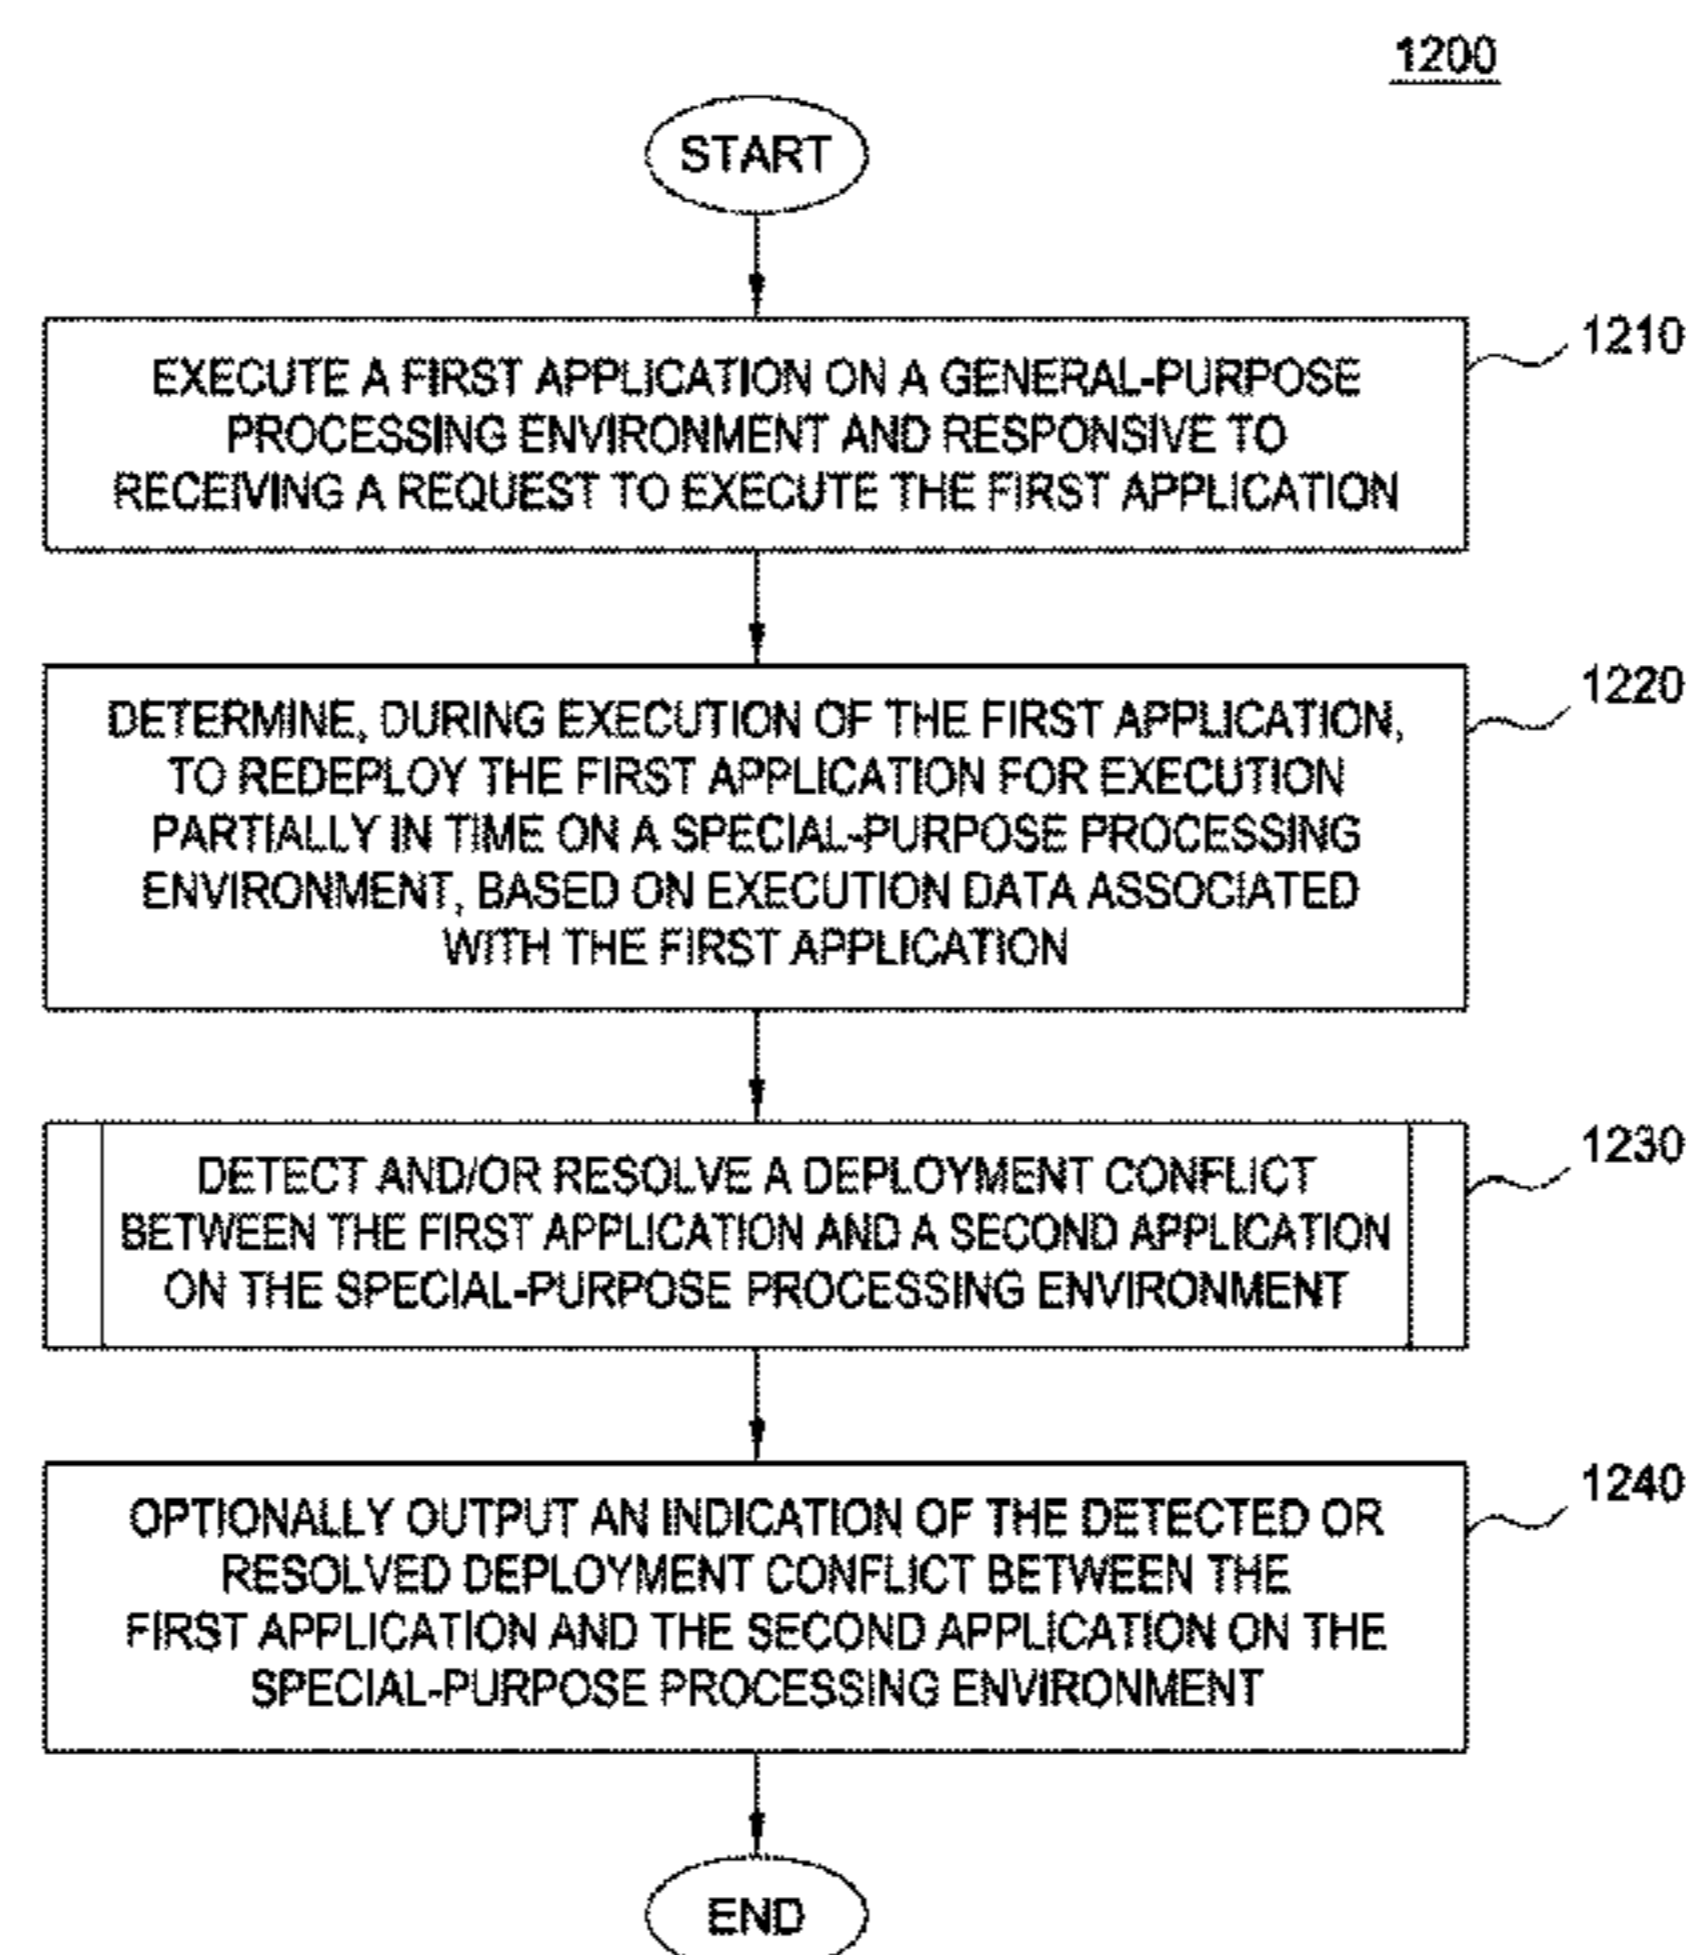 1200
START
EXECUTE A FIRST APPLICATION ON A GENERAL-PURPOSE
PROCESSING ENVIRONMENT AND RESPONSIVE TO
RECEIVING A REQUEST TO EXECUTE THE FIRST APPLICATION
1210
DETERMINE, DURING EXECUTION OF THE FIRST APPLICATION,
TO REDEPLOY THE FIRST APPLICATION FOR EXECUTION
PARTIALLY IN TIME ON A SPECIAL-PURPOSE PROCESSING
ENVIRONMENT, BASED ON EXECUTION DATA ASSOCIATED
WITH THE FIRST APPLICATION
1220
DETECT AND/OR RESOLVE A DEPLOYMENT CONFLICT
BETWEEN THE FIRST APPLICATION AND A SECOND APPLICATION
ON THE SPECIAL-PURPOSE PROCESSING ENVIRONMENT
1230
OPTIONALLY OUTPUT AN INDICATION OF THE DETECTED OR
RESOLVED DEPLOYMENT CONFLICT BETWEEN THE
FIRST APPLICATION AND THE SECOND APPLICATION ON THE
SPECIAL-PURPOSE PROCESSING ENVIRONMENT
1240
END